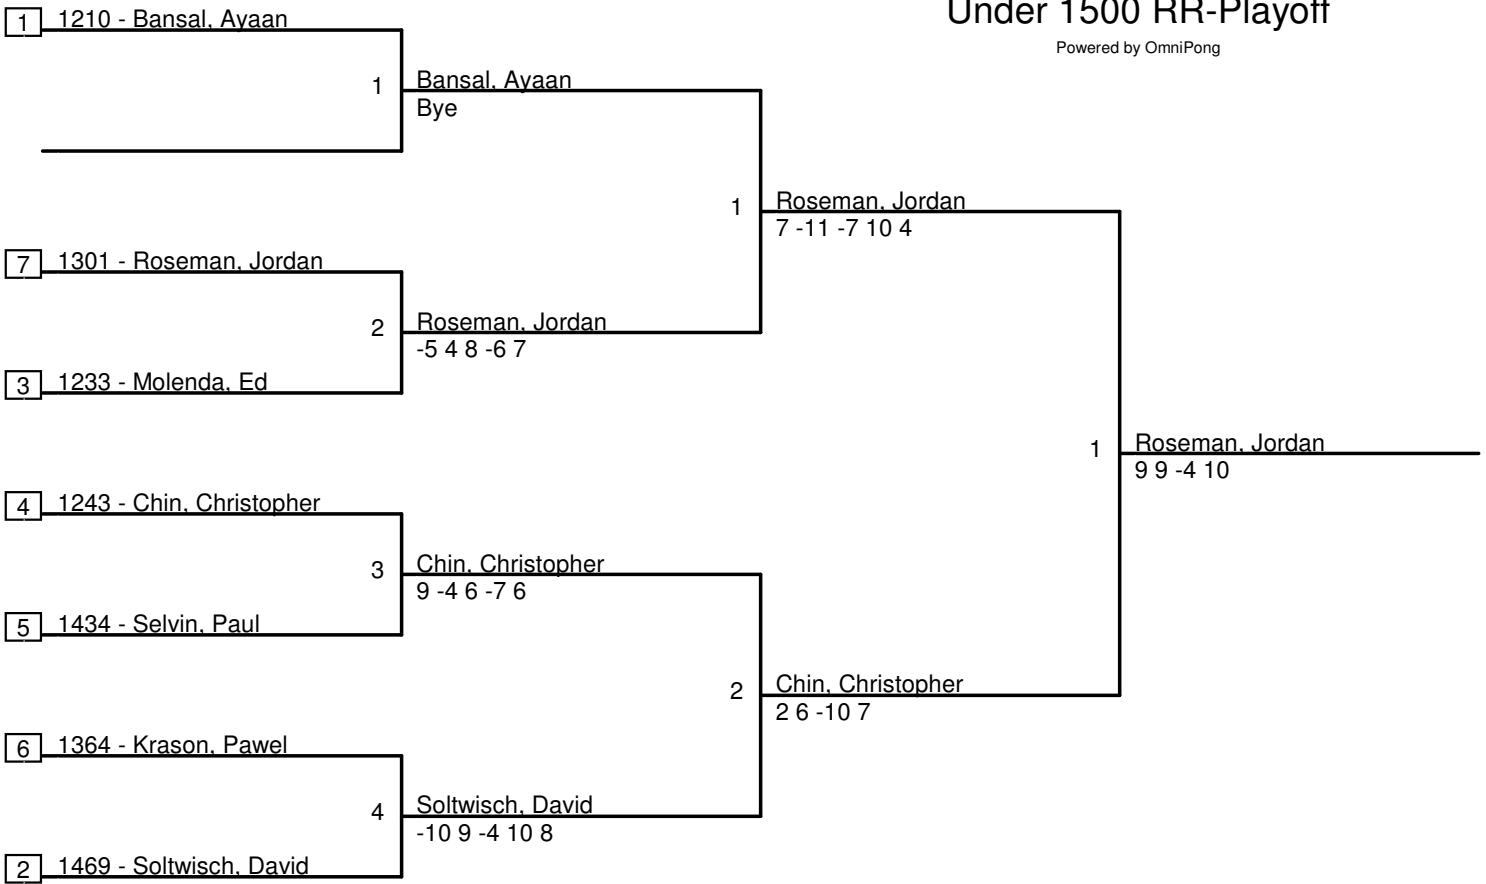 Under 1500 RR-Playoff
Powered by OmniPong
1 1210 - Bansal, Ayaan
1 Bansal, Ayaan
Bye
1 Roseman, Jordan
7 -11 -7 10 4
7 1301 - Roseman, Jordan
2 Roseman, Jordan
-5 4 8 -6 7
3 1233 - Molenda, Ed
1 Roseman, Jordan
9 9 -4 10
4 1243 - Chin, Christopher
3 Chin, Christopher
9 -4 6 -7 6
5 1434 - Selvin, Paul
2 Chin, Christopher
2 6 -10 7
6 1364 - Krason, Pawel
4 Soltwisch, David
-10 9 -4 10 8
2 1469 - Soltwisch, David